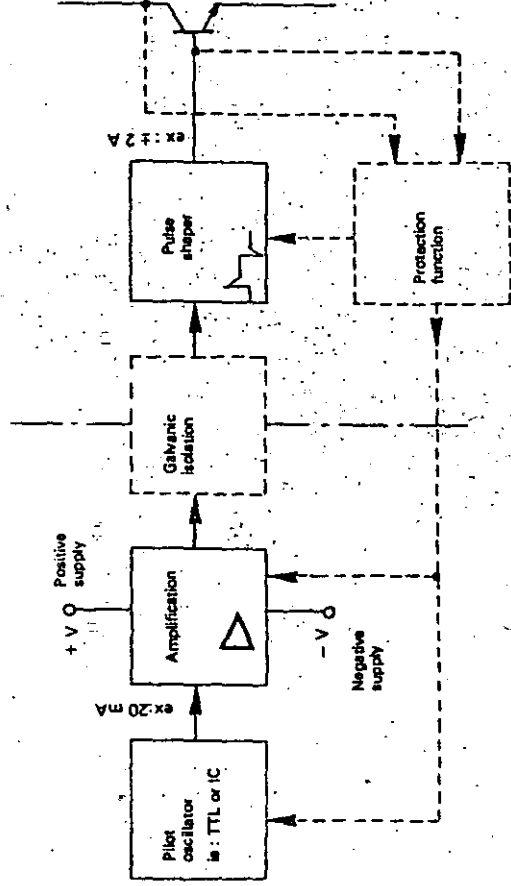 Pilot
oscillator
ie : TTL or IC
ex:20 mA
+ V
Positive
supply
Amplification
− V
Negative
supply
Galvanic
isolation
Pulse
shaper
ex : ± 2 A
Protection
function